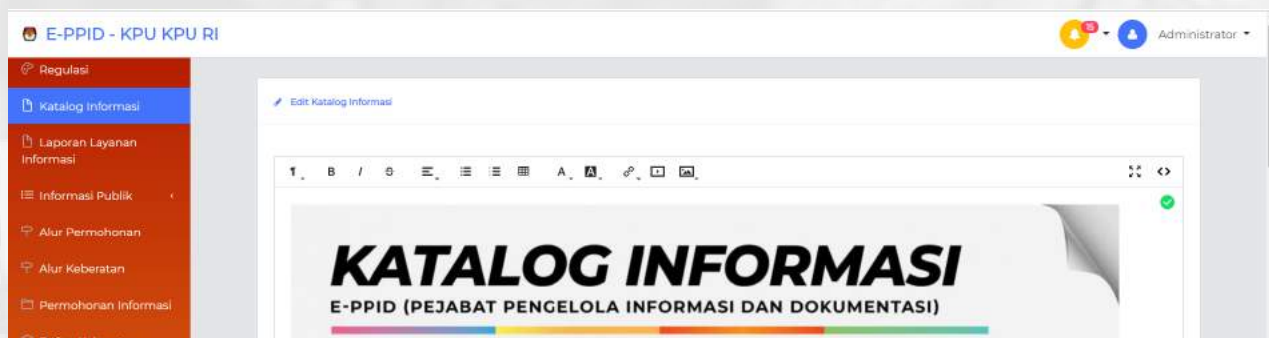 E-PPID - KPU KPU RI
15
Administrator
Regulasi
Katalog Informasi
Edit Katalog Informasi
Laporan Layanan
Informasi
Informasi Publik
Alur Permohonan
Alur Keberatan
Permohonan Informasi
KATALOG INFORMASI
E-PPID (PEJABAT PENGELOLA INFORMASI DAN DOKUMENTASI)